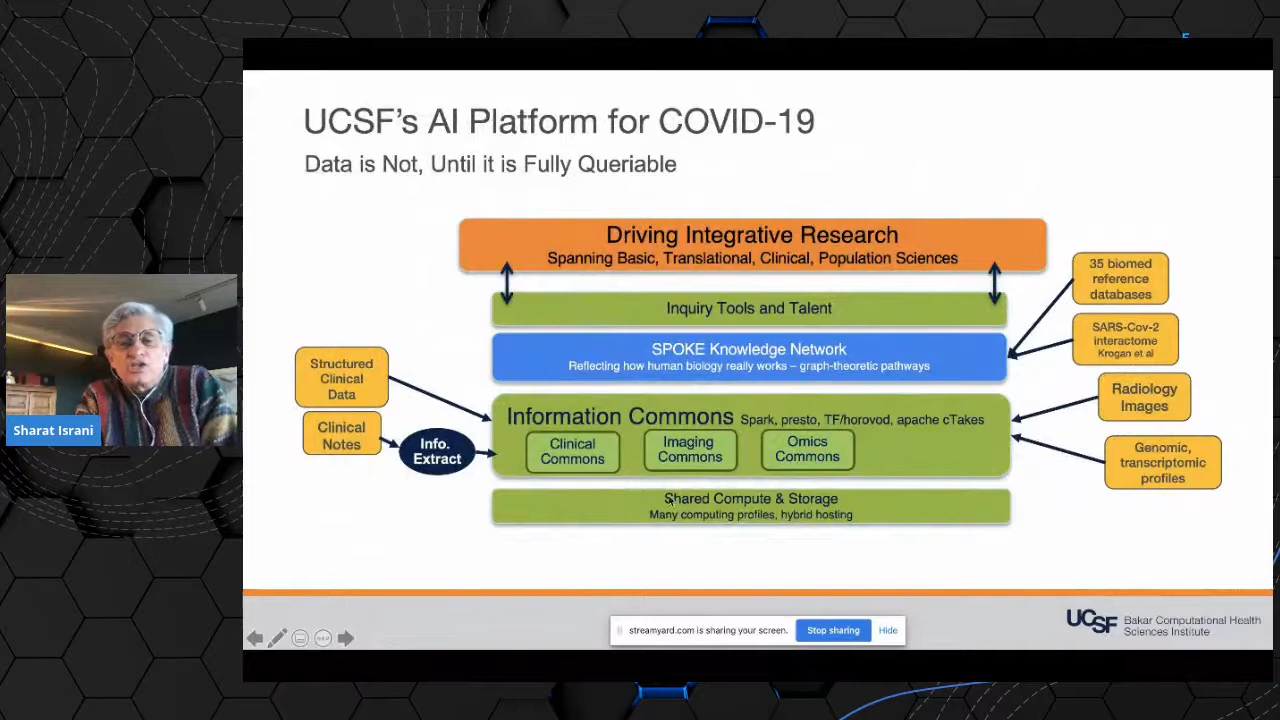 UCSF's AI Platform for COVID-19
Data is Not, Until it is Fully Queriable
Driving Integrative Research
Spanning Basic, Translational, Clinical, Population Sciences
Inquiry Tools and Talent
SPOKE Knowledge Network
Reflecting how human biology really works – graph-theoretic pathways
35 biomed
reference
databases
SARS-Cov-2
interactome
Krogan et al
Structured
Clinical
Data
Clinical
Notes
Info.
Extract
Information Commons Spark, presto, TF/horovod, apache cTakes
Clinical
Commons
Imaging
Commons
Omics
Commons
Radiology
Images
Genomic,
transcriptomic
profiles
Shared Compute & Storage
Many computing profiles, hybrid hosting
Sharat Israni
streamyard.com is sharing your screen. Stop sharing Hide
UCSF
Bakar Computational Health
Sciences Institute